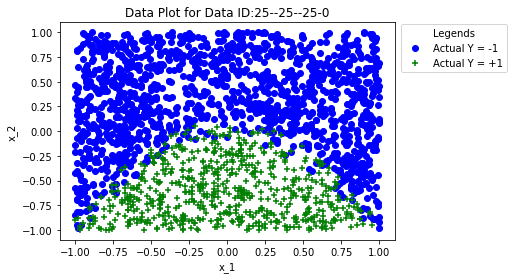 Data Plot for Data ID:25--25--25-0
Legends
Actual Y = -1
Actual Y = +1
1.00
0.75
0.50
0.25
0.00
−0.25
−0.50
−0.75
−1.00
x_2
−1.00 −0.75 −0.50 −0.25 0.00 0.25 0.50 0.75 1.00
x_1